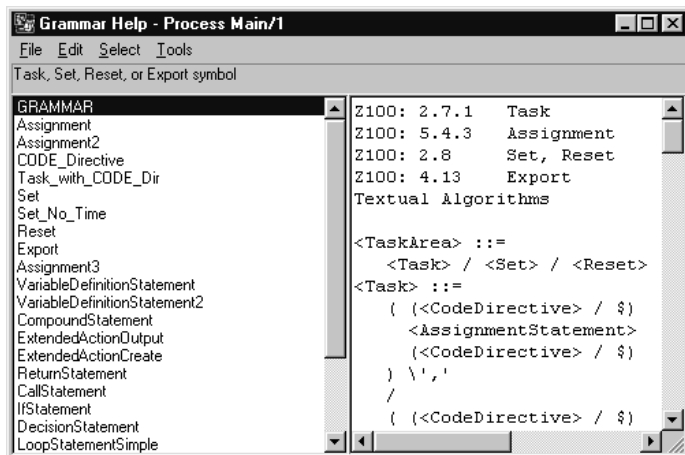 Grammar Help - Process Main/1
File Edit Select Tools
Task, Set, Reset, or Export symbol
GRAMMAR
Assignment
Assignment2
CODE_Directive
Task_with_CODE_Dir
Set
Set_No_Time
Reset
Export
Assignment3
VariableDefinitionStatement
VariableDefinitionStatement2
CompoundStatement
ExtendedActionOutput
ExtendedActionCreate
ReturnStatement
CallStatement
IfStatement
DecisionStatement
LoopStatementSimple
Z100: 2.7.1 Task
Z100: 5.4.3 Assignment
Z100: 2.8 Set, Reset
Z100: 4.13 Export
Textual Algorithms
<TaskArea> ::=
<Task> / <Set> / <Reset>
<Task> ::=
( (<CodeDirective> / $)
<AssignmentStatement>
(<CodeDirective> / $)
) \','
/
( (<CodeDirective> / $)